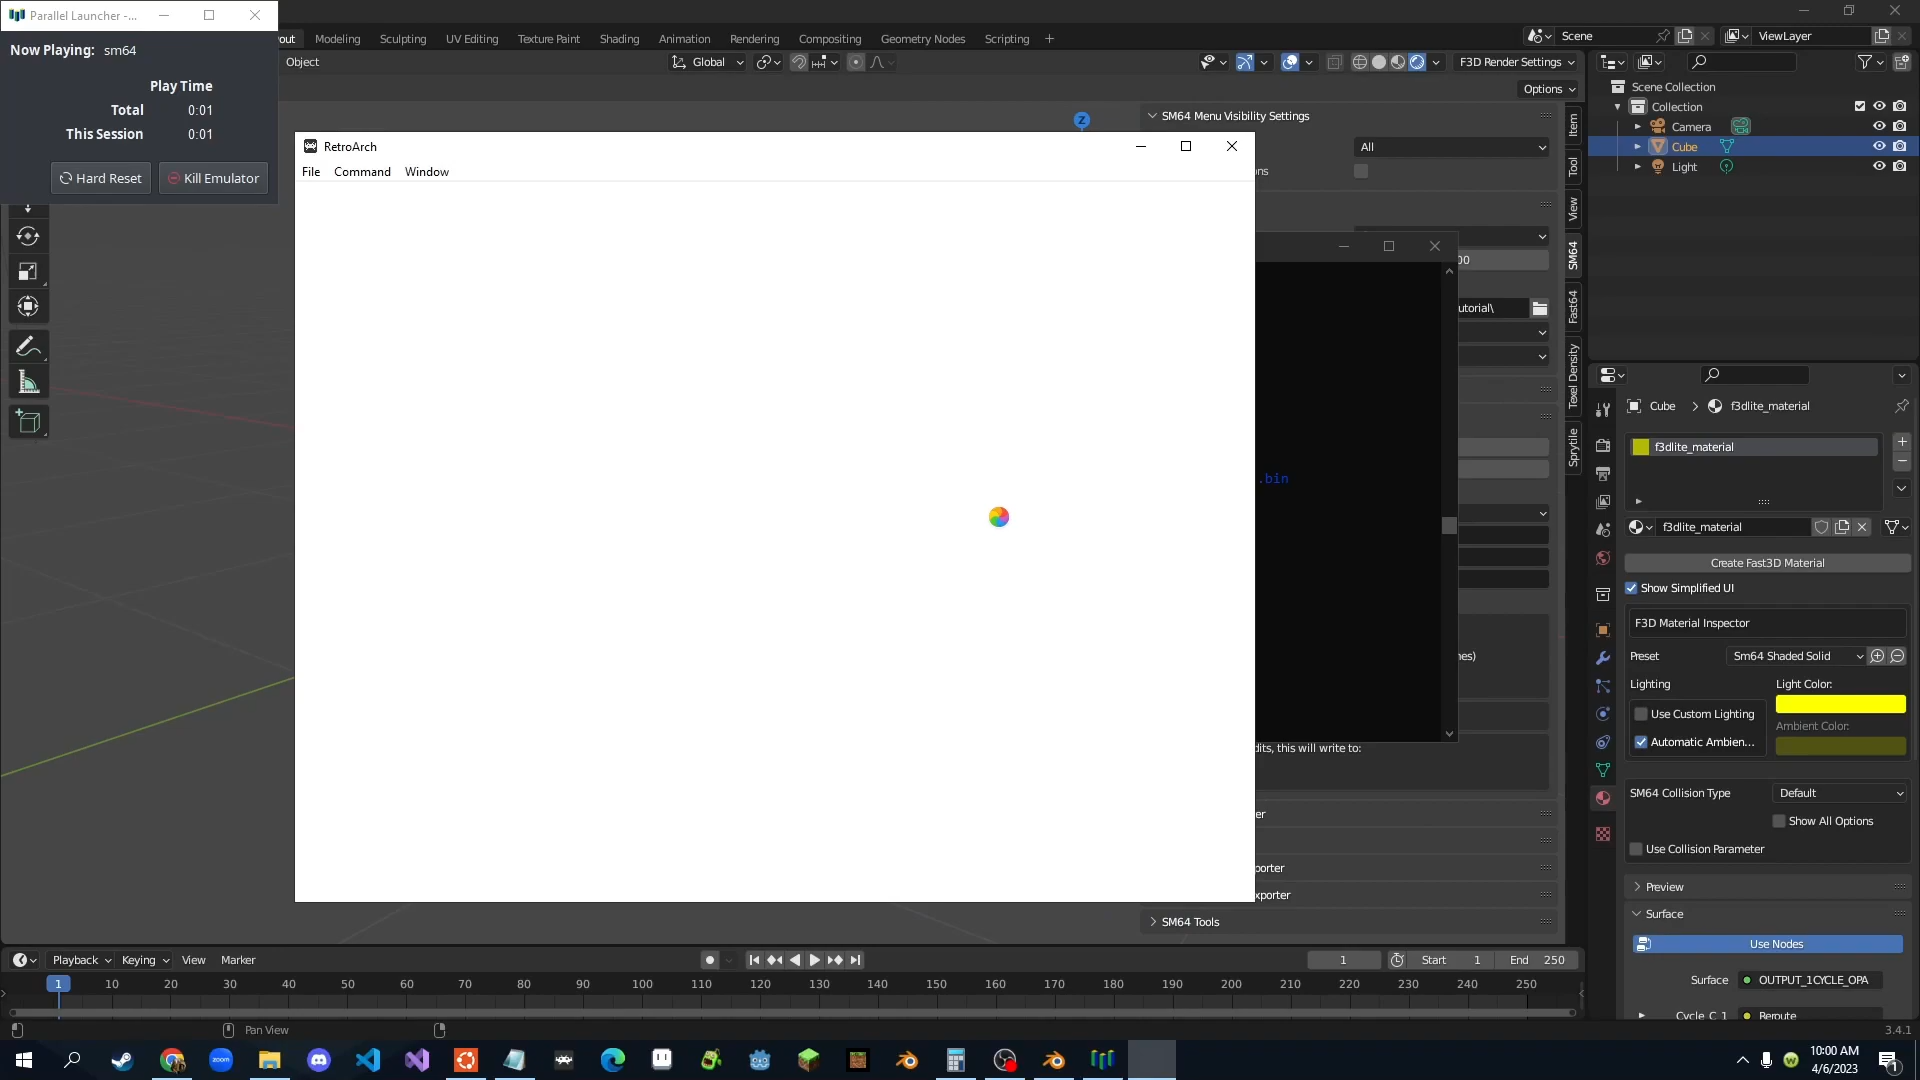 Parallel Launcher -...
Now Playing: sm64
Play Time
Total 0:01
This Session 0:01
Hard Reset
Kill Emulator
out
Modeling
Sculpting
UV Editing
Texture Paint
Shading
Animation
Rendering
Compositing
Geometry Nodes
Scripting
Scene
ViewLayer
Object
Global
F3D Render Settings
Options
Z
SM64 Menu Visibility Settings
All
ns
RetroArch
File
Command
Window
00
utorial\
.bin
nes)
dits, this will write to:
er
porter
xporter
SM64 Tools
Item
Tool
View
SM64
Fast64
Texel Density
Sprytile
Scene Collection
Collection
Camera
Cube
Light
Cube
f3dlite_material
f3dlite_material
f3dlite_material
Create Fast3D Material
Show Simplified UI
F3D Material Inspector
Preset
Sm64 Shaded Solid
Lighting
Light Color:
Use Custom Lighting
Ambient Color:
Automatic Ambien...
SM64 Collision Type
Default
Show All Options
Use Collision Parameter
Preview
Surface
Use Nodes
Surface
OUTPUT_1CYCLE_OPA
Cycle_C_1
Reroute
Playback
Keying
View
Marker
1
Start 1
End 250
1 10 20 30 40 50 60 70 80 90 100 110 120 130 140 150 160 170 180 190 200 210 220 230 240 250
Pan View
3.4.1
zoom
10:00 AM
4/6/2023
1